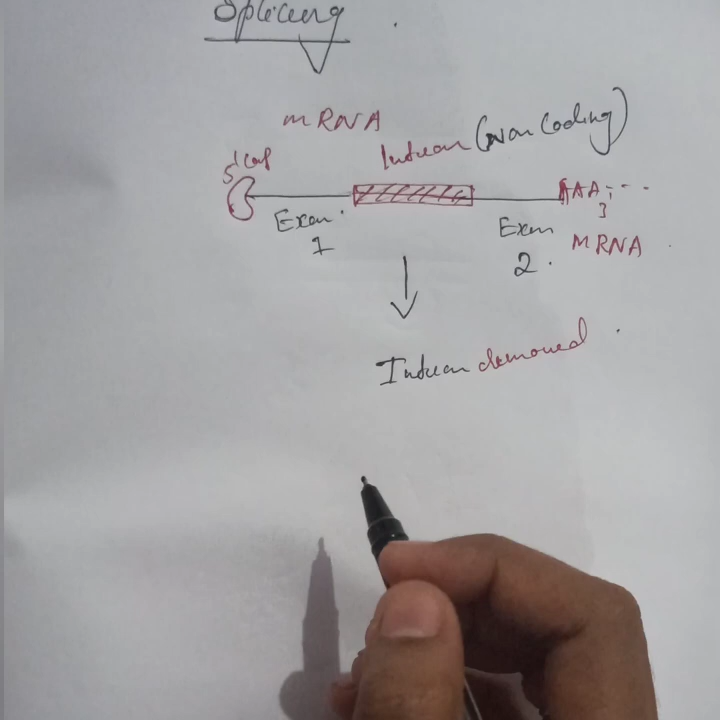 Splicing
mRNA
Intron (Non Coding)
5' Cap
AAA---
3
Exon
1
Exon
2.
MRNA
Intron removed.